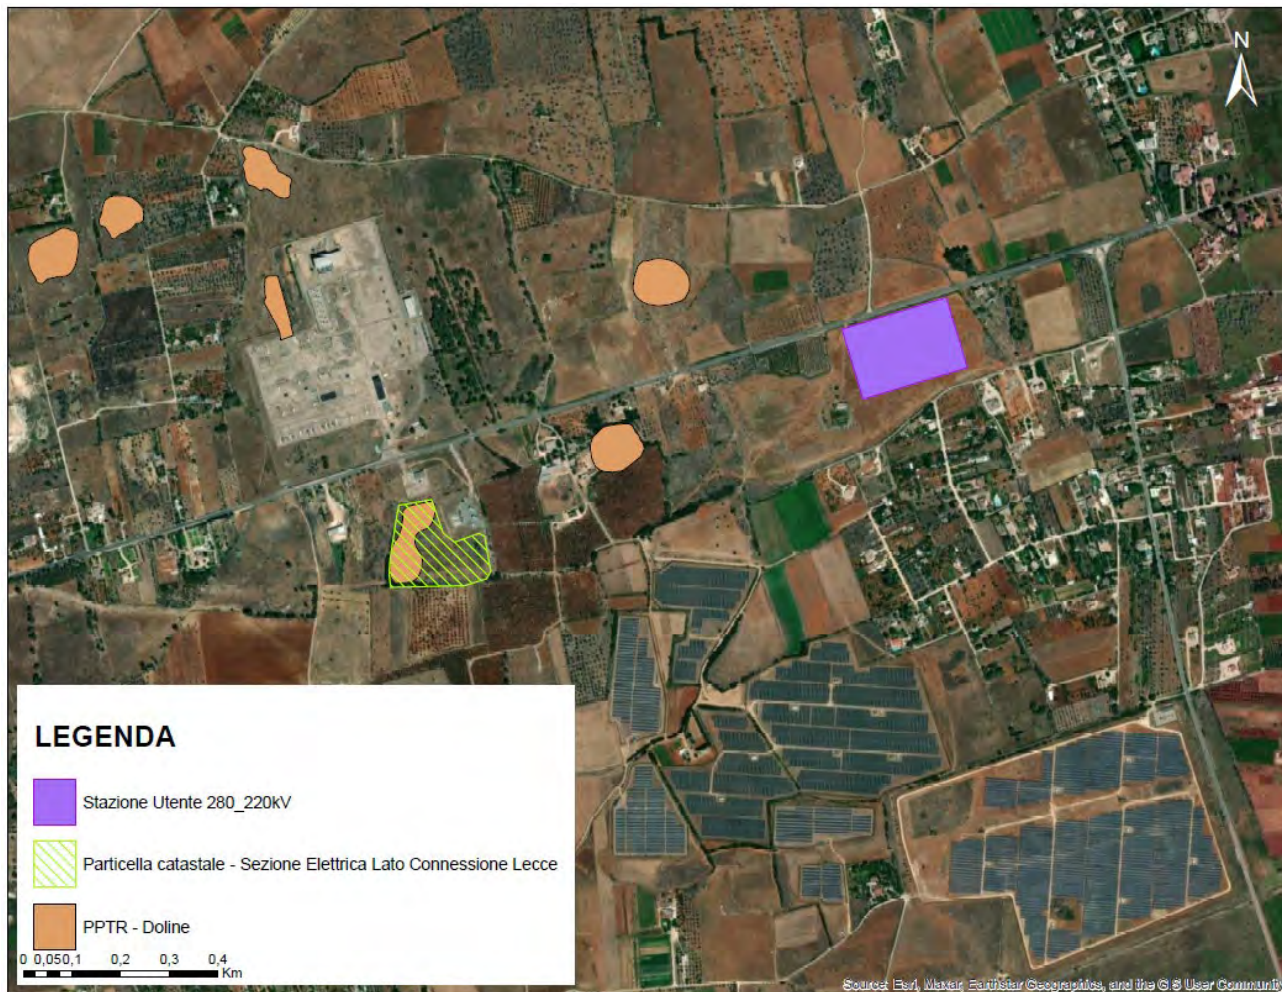 N
LEGENDA
Stazione Utente 280_220kV
Particella catastale - Sezione Elettrica Lato Connessione Lecce
PPTR - Doline
0 0,050,1 0,2 0,3 0,4
Km
Source: Esri, Maxar, Earthstar Geographics, and the GIS User Communit